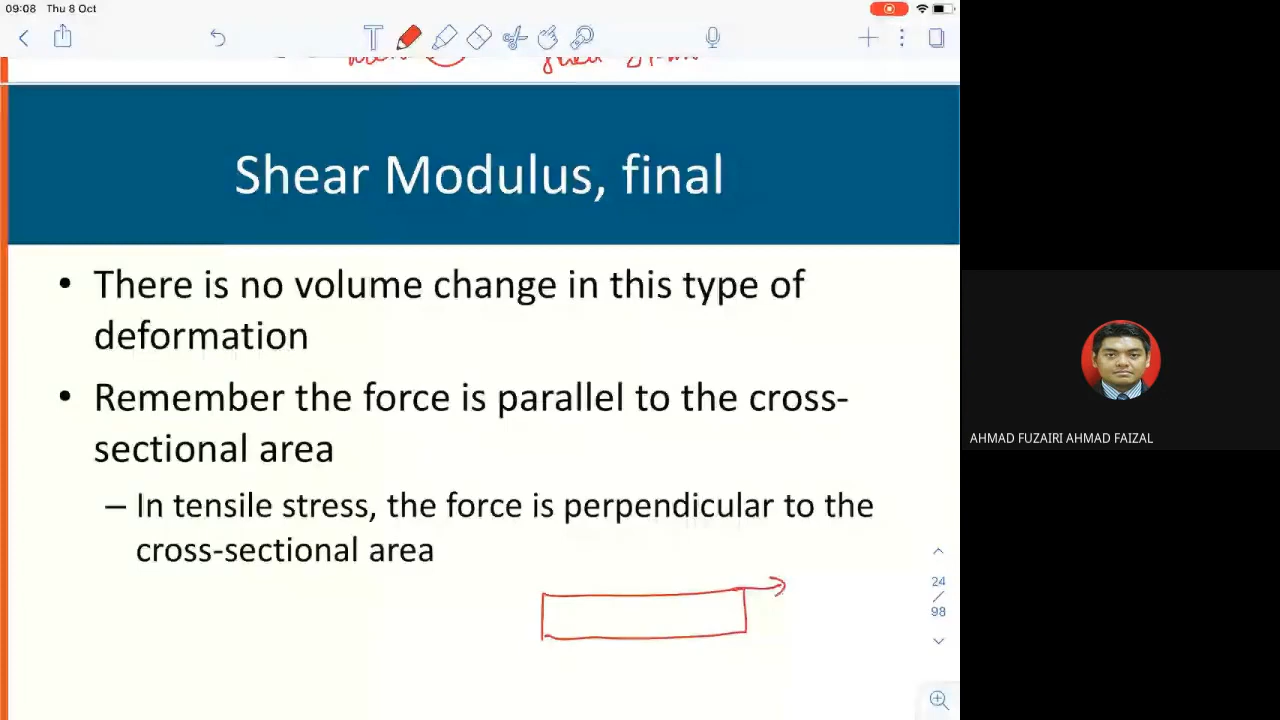 09:08 Thu 8 Oct
T
Shear Modulus, final
• There is no volume change in this type of
deformation
• Remember the force is parallel to the cross-
sectional area
– In tensile stress, the force is perpendicular to the
cross-sectional area
24
/
98
AHMAD FUZAIRI AHMAD FAIZAL